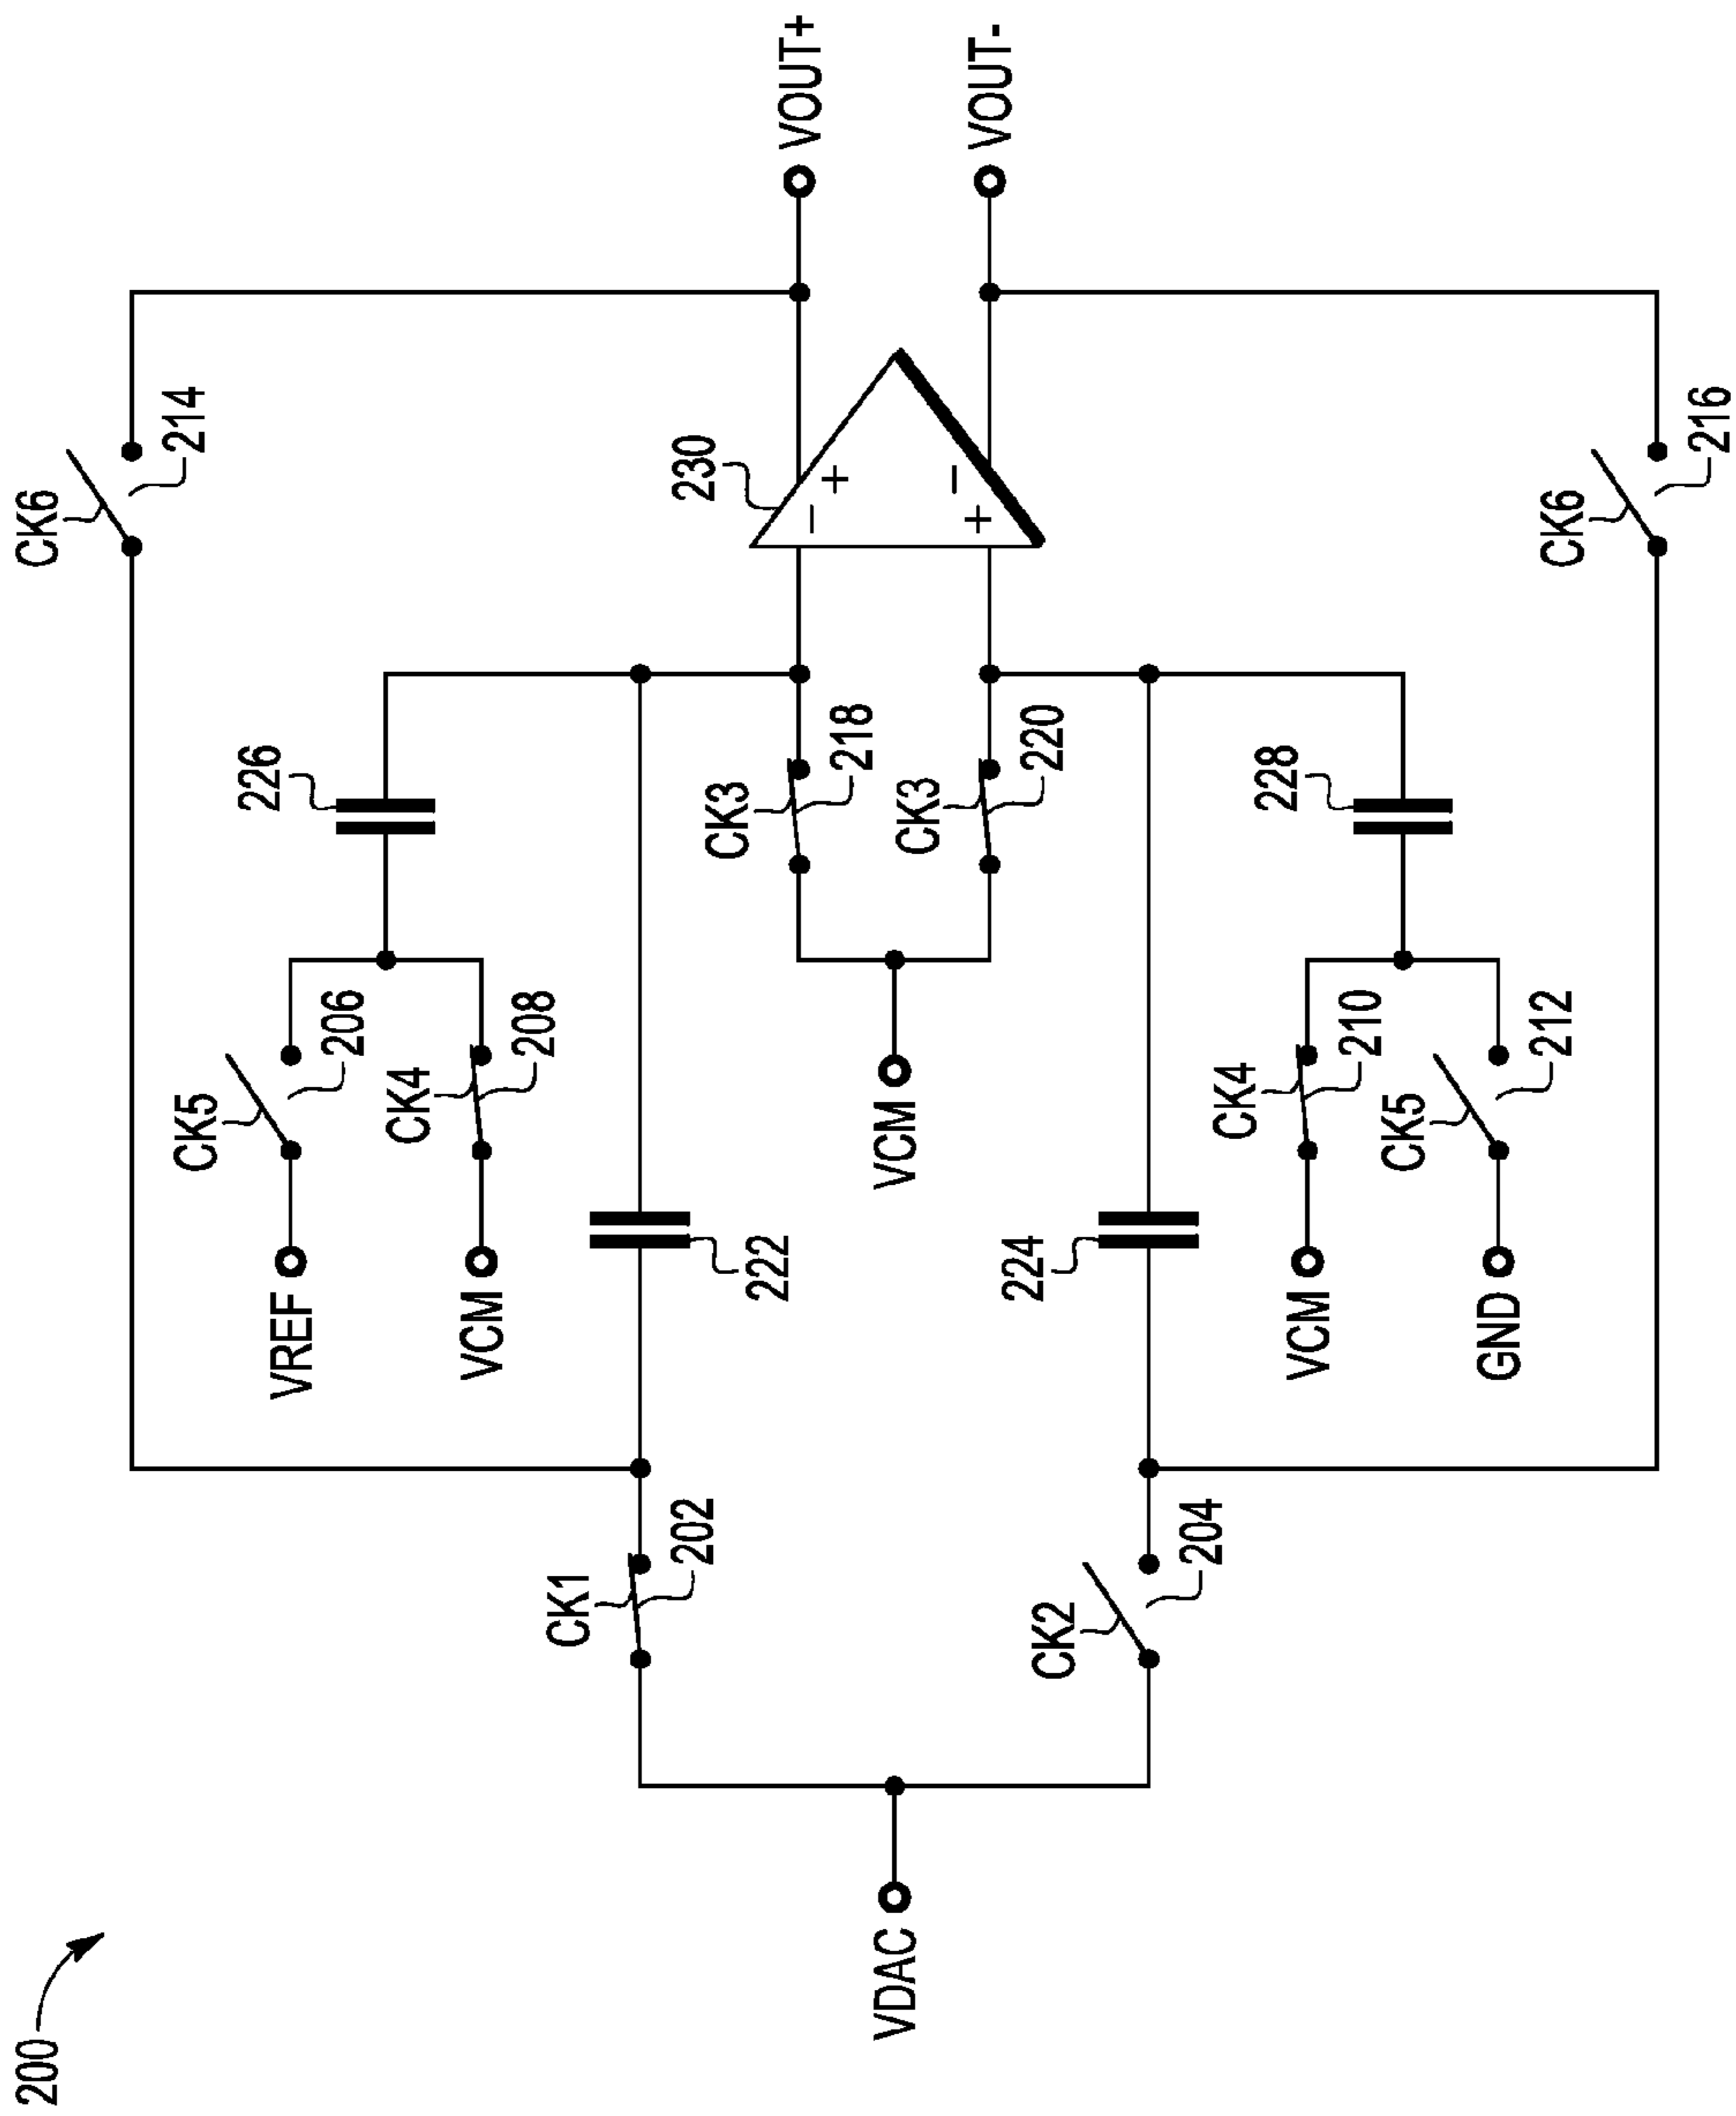 200
CK6
214
VOUT+
VOUT-
230
-
+
+
-
226
CK5
206
VREF
CK4
208
VCM
CK3
218
CK3
220
VCM
222
224
228
CK4
210
VCM
CK5
212
GND
CK1
202
CK2
204
VDAC
CK6
216